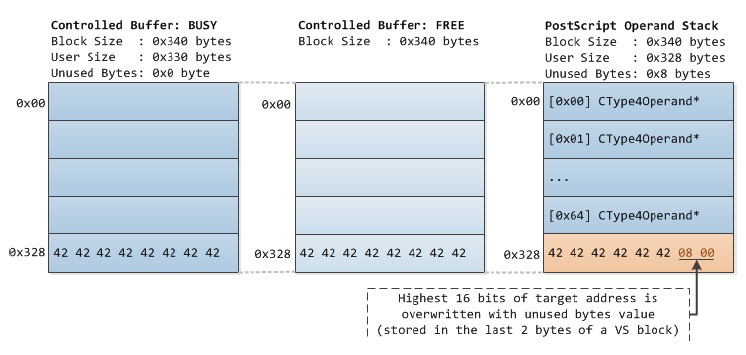 Controlled Buffer: BUSY
Block Size : 0x340 bytes
User Size : 0x330 bytes
Unused Bytes: 0x0 byte
Controlled Buffer: FREE
Block Size : 0x340 bytes
PostScript Operand Stack
Block Size : 0x340 bytes
User Size : 0x328 bytes
Unused Bytes: 0x8 bytes
0x00
0x00
0x00
[0x00] CType4Operand*
[0x01] CType4Operand*
...
[0x64] CType4Operand*
0x328
42 42 42 42 42 42 42 42
0x328
42 42 42 42 42 42 42 42
0x328
42 42 42 42 42 42 08 00
Highest 16 bits of target address is
overwritten with unused bytes value
(stored in the last 2 bytes of a VS block)